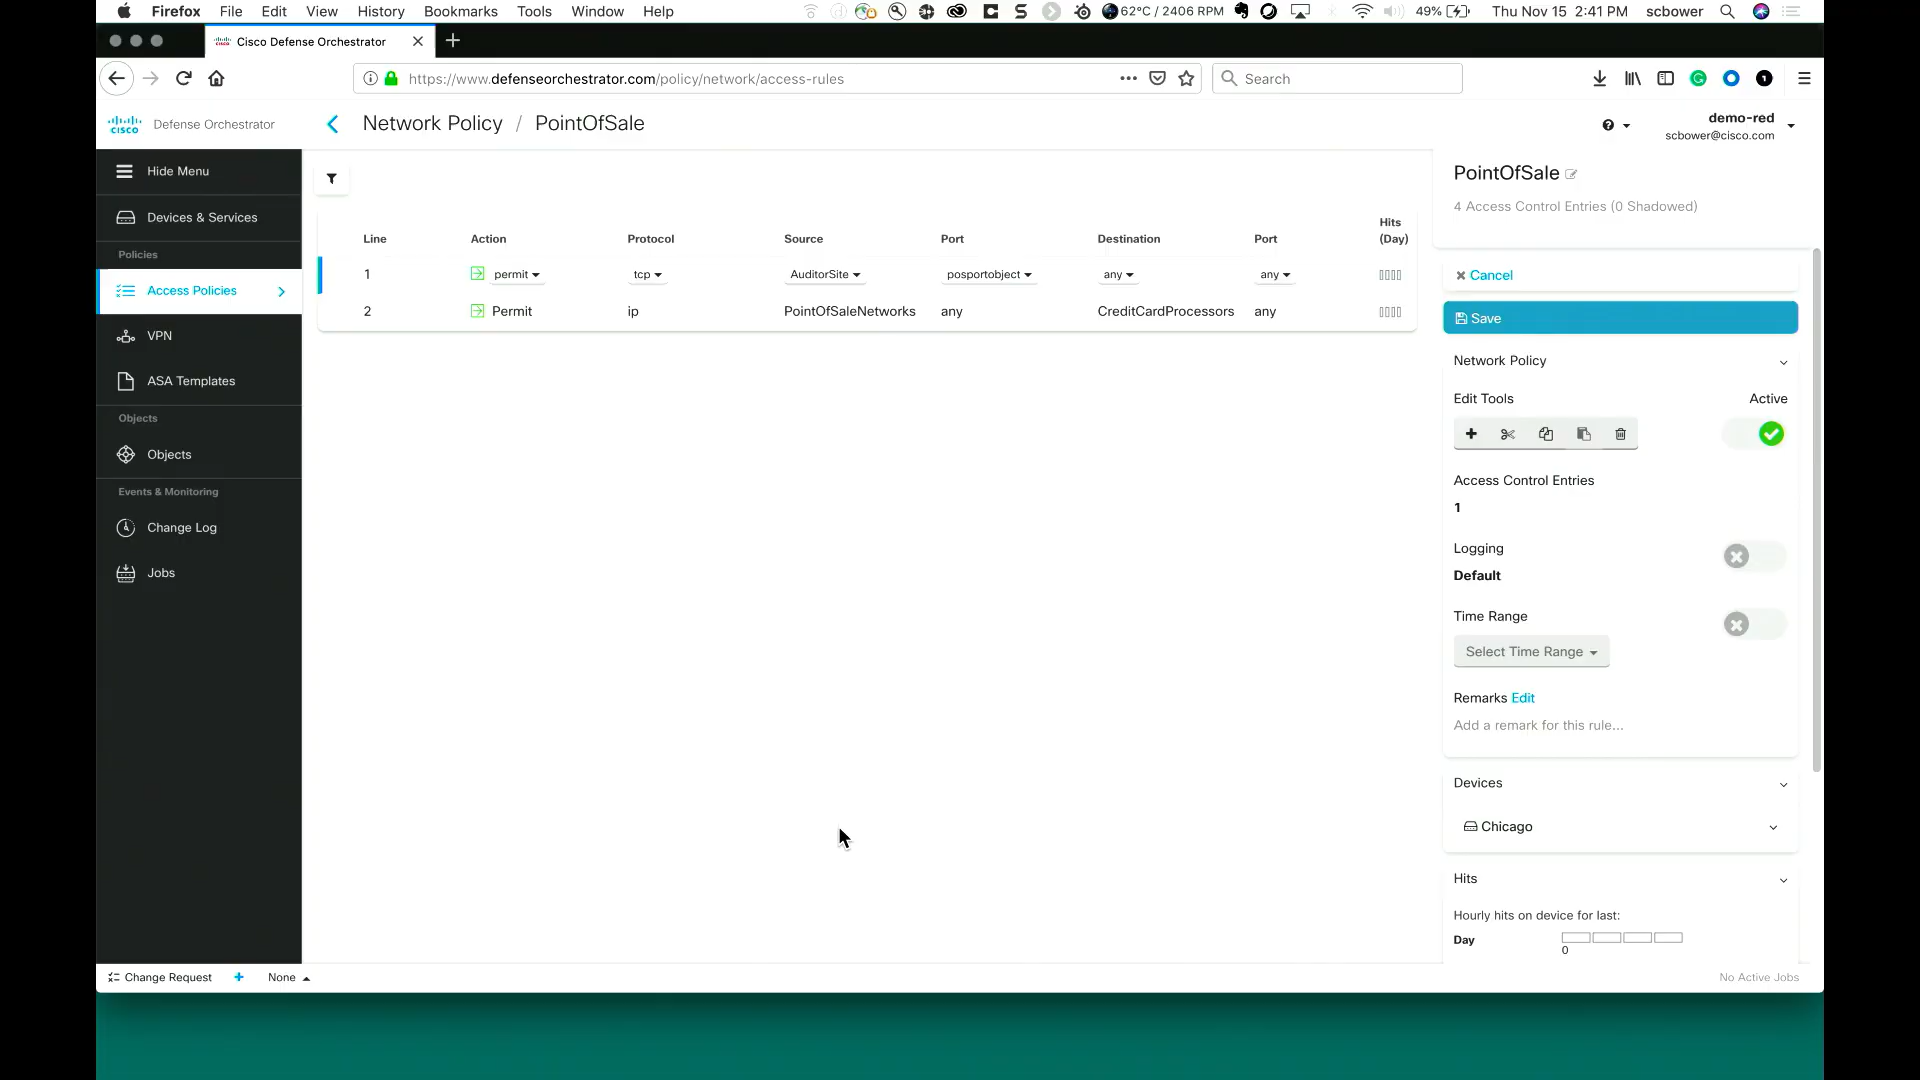 Firefox File Edit View History Bookmarks Tools Window Help 62°C / 2406 RPM 49% Thu Nov 15 2:41 PM scbower
Cisco Defense Orchestrator
https://www.defenseorchestrator.com/policy/network/access-rules Search
cisco Defense Orchestrator
Network Policy / PointOfSale
demo-red
scbower@cisco.com
Hide Menu
Devices & Services
Policies
Access Policies
VPN
ASA Templates
Objects
Objects
Events & Monitoring
Change Log
Jobs
Line Action Protocol Source Port Destination Port Hits (Day)
1 permit tcp AuditorSite posportobject any any
2 Permit ip PointOfSaleNetworks any CreditCardProcessors any
PointOfSale
4 Access Control Entries (0 Shadowed)
Cancel
Save
Network Policy
Edit Tools Active
Access Control Entries
1
Logging
Default
Time Range
Select Time Range
Remarks Edit
Add a remark for this rule...
Devices
Chicago
Hits
Hourly hits on device for last:
Day
0
Change Request + None
No Active Jobs